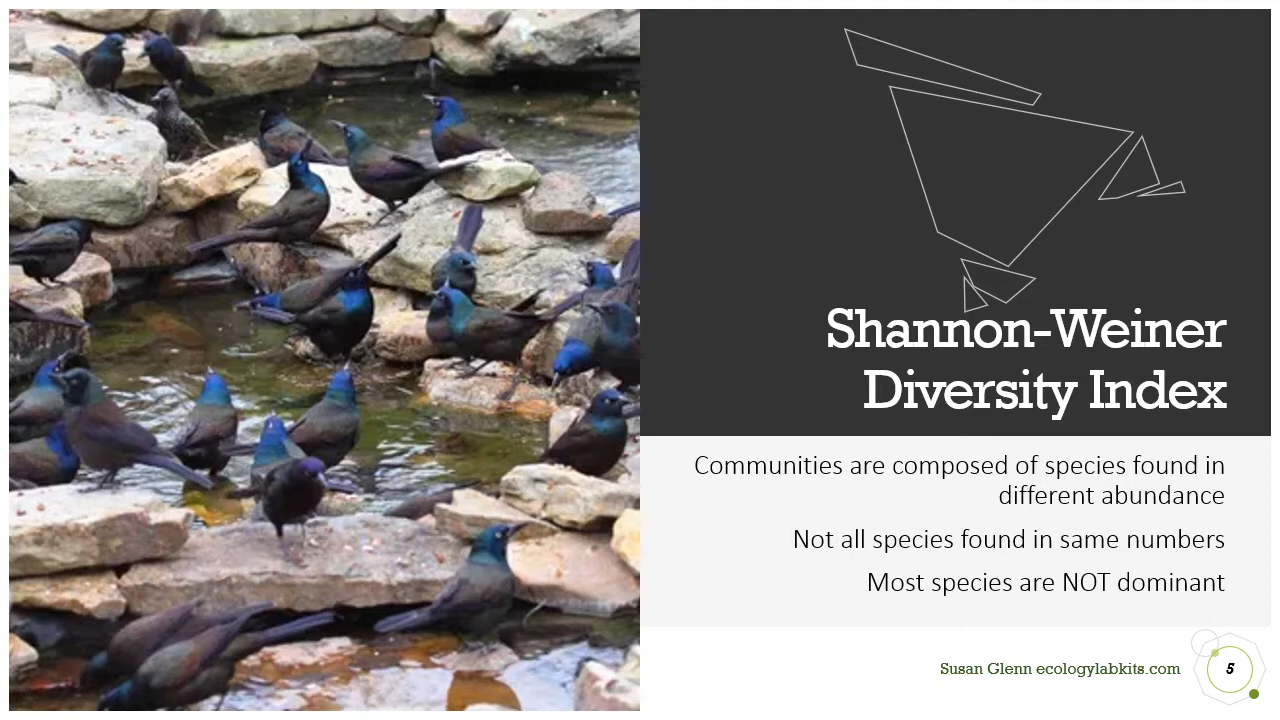 Shannon-Weiner
Diversity Index
Communities are composed of species found in
different abundance
Not all species found in same numbers
Most species are NOT dominant
Susan Glenn ecologylabkits.com
5